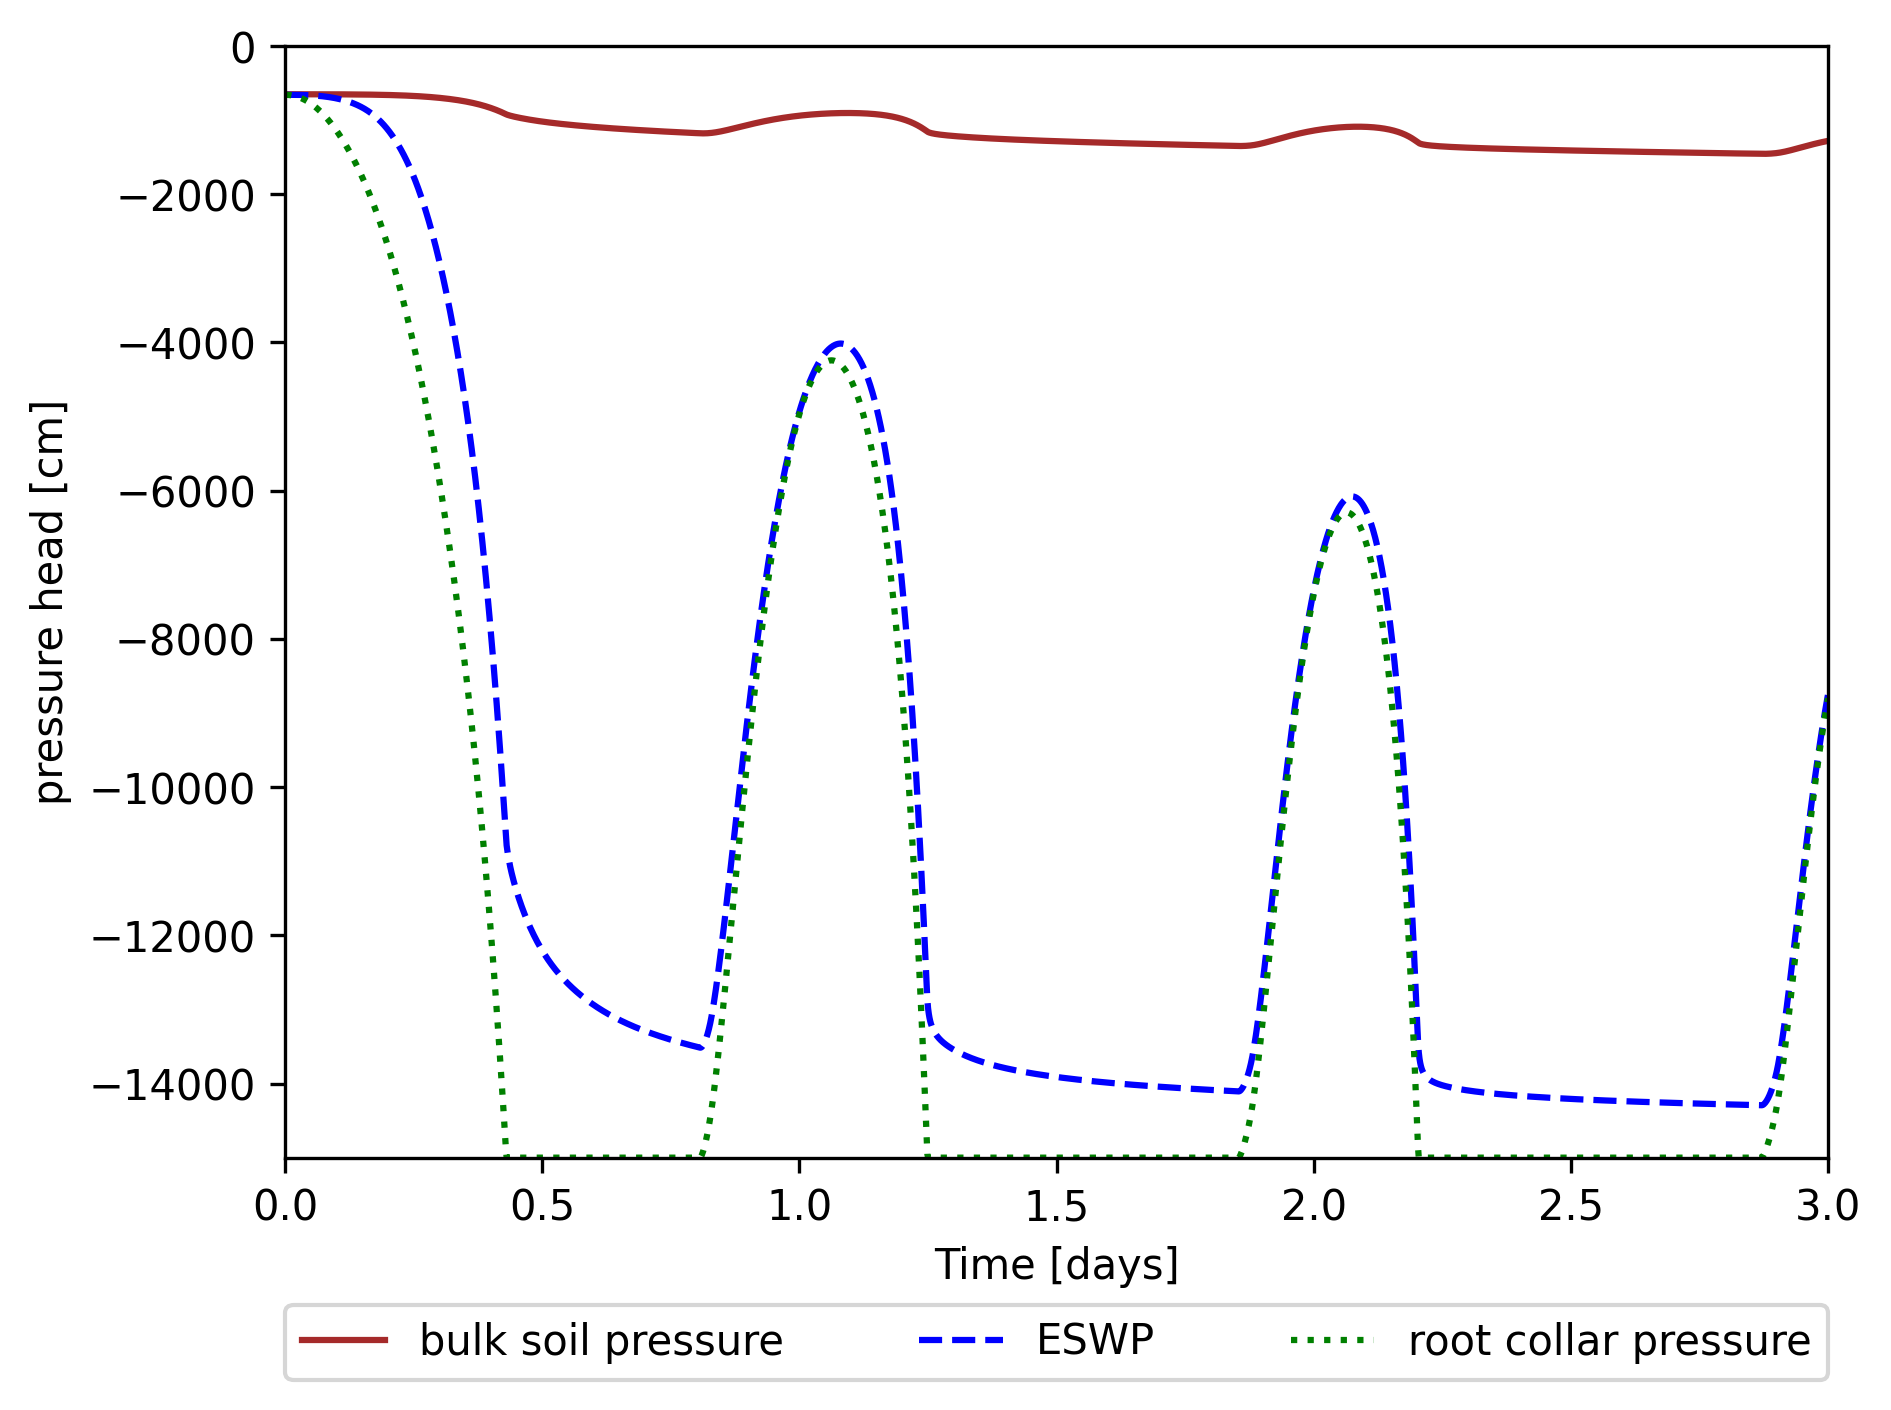 0
−2000
−4000
−6000
−8000
−10000
−12000
−14000
pressure head [cm]
0.0 0.5 1.0 1.5 2.0 2.5 3.0
Time [days]
bulk soil pressure ESWP root collar pressure